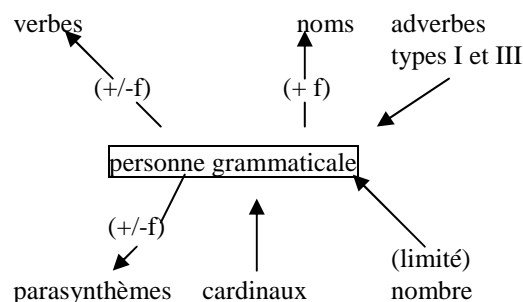 verbes noms adverbes
types I et III
(+/-f) (+ f)
personne grammaticale
(+/-f)
(limité)
parasynthèmes cardinaux nombre